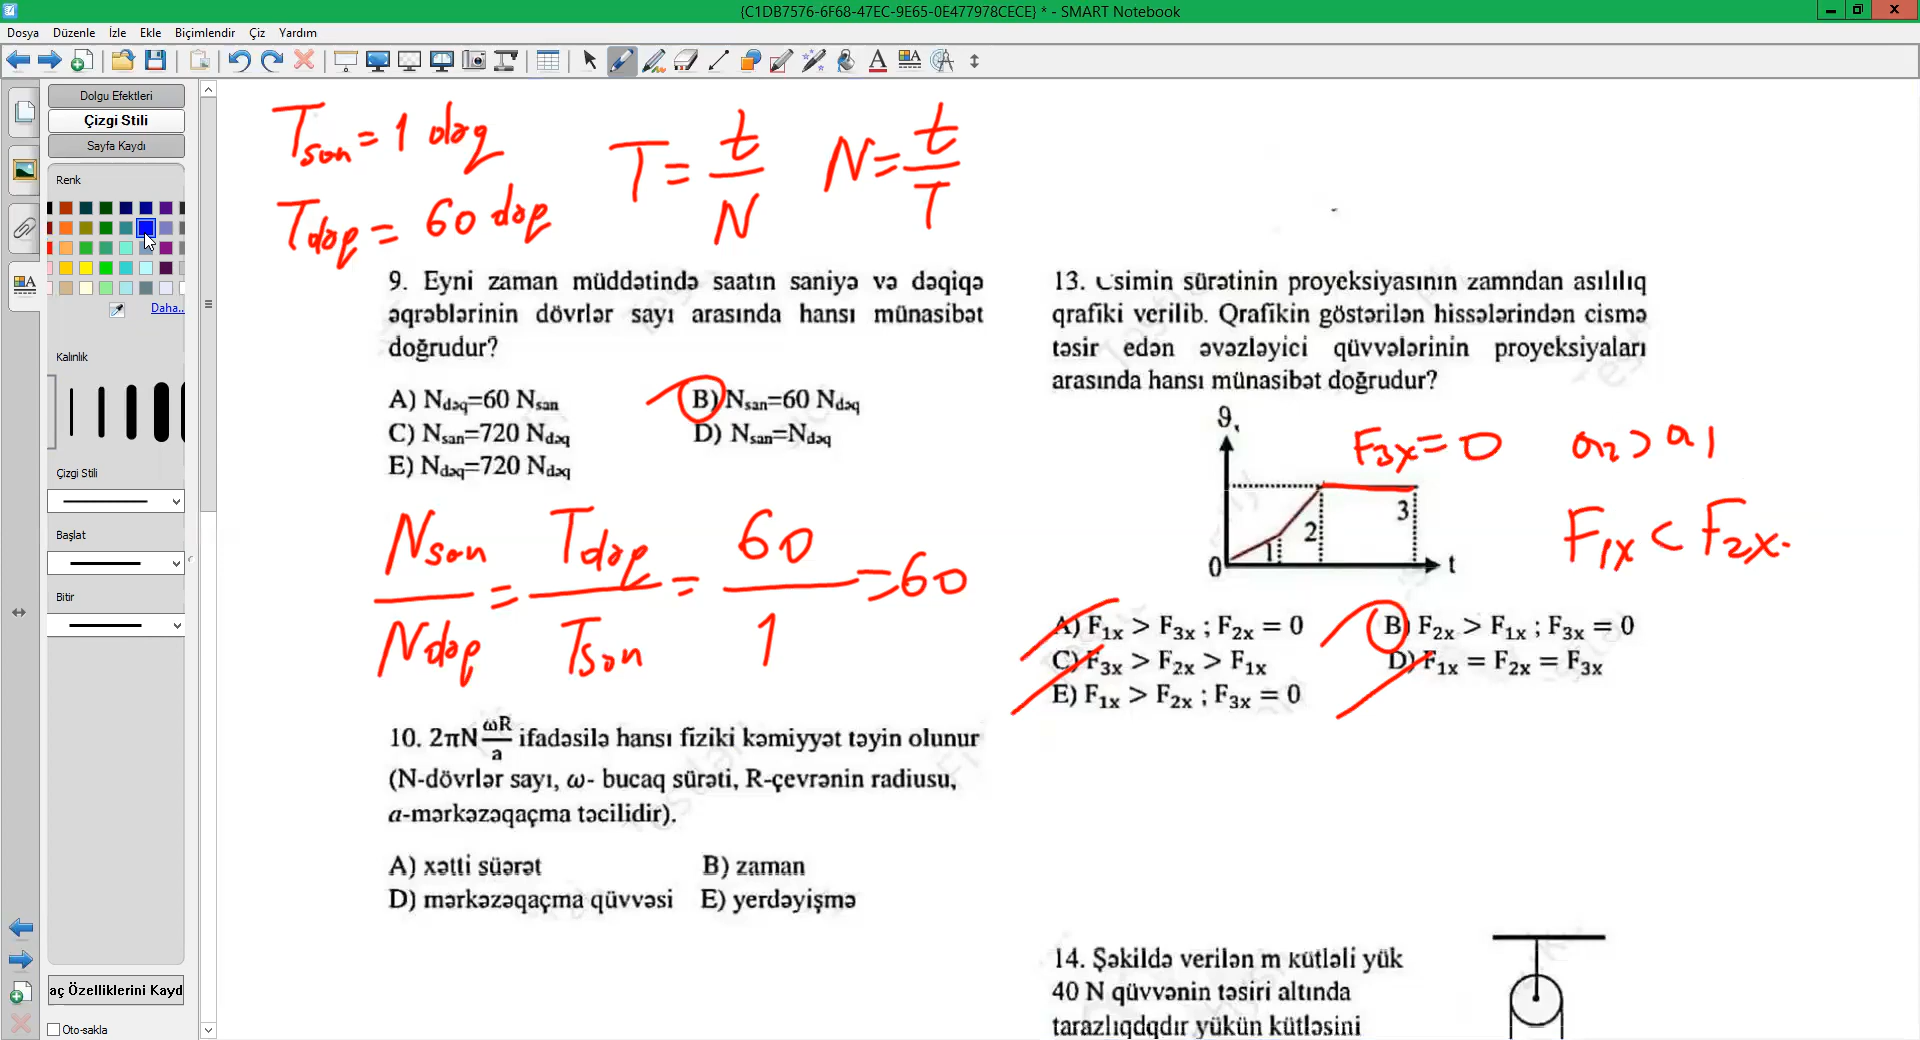 {C1DB7576-6F68-47EC-9E65-0E477978CECE} * - SMART Notebook
Dosya Düzenle İzle Ekle Biçimlendir Çiz Yardım
Dolgu Efektleri
Çizgi Stili
Sayfa Kaydı
Renk
Daha..
Kalınlık
Çizgi Stili
Başlat
Bitir
aç Özelliklerini Kayd
Oto-sakla
Tsan = 1 dəq
Tdəq = 60 dəq
T = t/N N = t/T
9. Eyni zaman müddətində saatın saniyə və dəqiqə
əqrəblərinin dövrlər sayı arasında hansı münasibət
doğrudur?
A) Ndəq=60 Nsan B) Nsan=60 Ndəq
C) Nsan=720 Ndəq D) Nsan=Ndəq
E) Ndəq=720 Ndəq
Nsan/Ndəq = Tdəq/Tsan = 60/1 = 60
10. 2πN ωR/a ifadəsilə hansı fiziki kəmiyyət təyin olunur
(N-dövrlər sayı, ω- bucaq sürəti, R-çevrənin radiusu,
a-mərkəzəqaçma təcilidir).
A) xətti süərət B) zaman
D) mərkəzəqaçma qüvvəsi E) yerdəyişmə
13. Csimin sürətinin proyeksiyasının zamndan asılılıq
qrafiki verilib. Qrafikin göstərilən hissələrindən cismə
təsir edən əvəzləyici qüvvələrinin proyeksiyaları
arasında hansı münasibət doğrudur?
ϑ
F3x = 0 a2 > a1
3
2
1
0 t
F1x < F2x.
A) F1x > F3x ; F2x = 0 B) F2x > F1x ; F3x = 0
C) F3x > F2x > F1x D) F1x = F2x = F3x
E) F1x > F2x ; F3x = 0
14. Şəkildə verilən m kütləli yük
40 N qüvvənin təsiri altında
tarazlıqdqdır yükün kütləsini